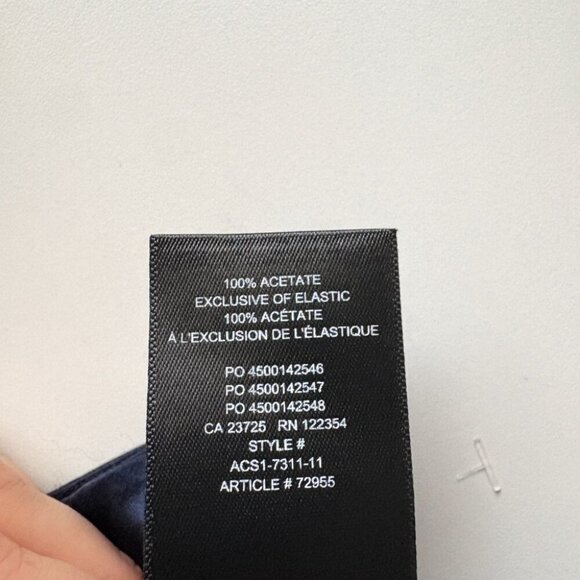 100% ACETATE
EXCLUSIVE OF ELASTIC
100% ACÉTATE
À L'EXCLUSION DE L'ÉLASTIQUE
PO 4500142546
PO 4500142547
PO 4500142548
CA 23725 RN 122354
STYLE #
ACS1-7311-11
ARTICLE # 72955